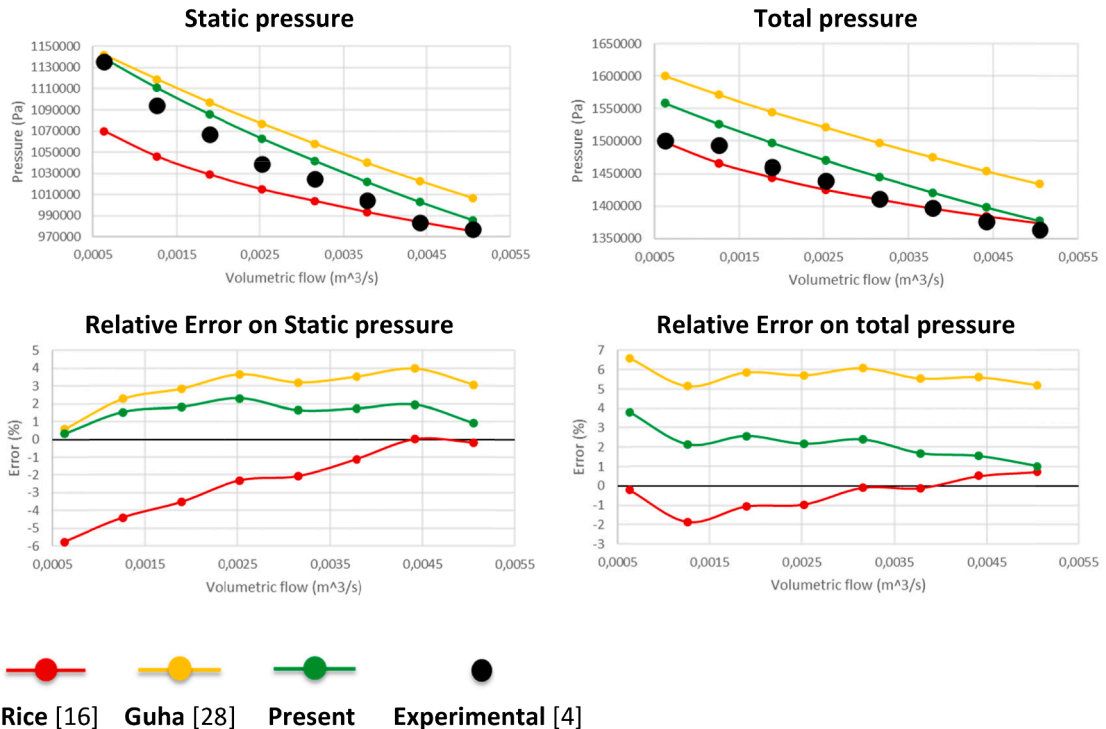 Static pressure
1150000
1130000
1110000
1090000
1070000
1050000
1030000
1010000
990000
970000
Pressure (Pa)
0,0005 0,0015 0,0025 0,0035 0,0045 0,0055
Volumetric flow (m^3/s)
Total pressure
1650000
1600000
1550000
1500000
1450000
1400000
1350000
Pressure (Pa)
0,0005 0,0015 0,0025 0,0035 0,0045 0,0055
Volumetric flow (m^3/s)
Relative Error on Static pressure
5
4
3
2
1
0
-1
-2
-3
-4
-5
-6
Error (%)
0,0005 0,0015 0,0025 0,0035 0,0045 0,0055
Volumetric flow (m^3/s)
Relative Error on total pressure
7
6
5
4
3
2
1
0
-1
-2
-3
Error (%)
0,0005 0,0015 0,0025 0,0035 0,0045 0,0055
Volumetric flow (m^3/s)
Rice [16] Guha [28] Present Experimental [4]